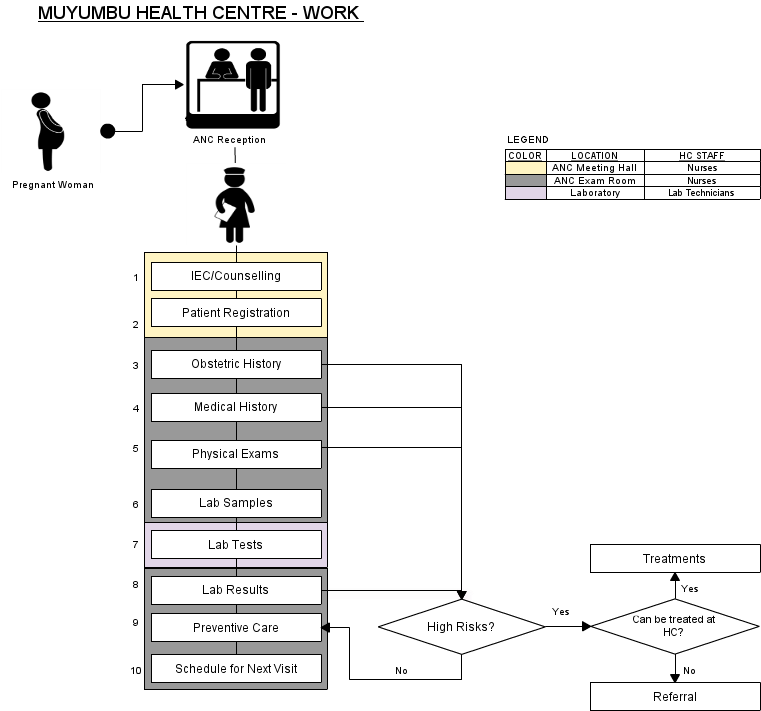 MUYUMBU HEALTH CENTRE - WORK
ANC Reception
Pregnant Woman
LEGEND
COLOR LOCATION HC STAFF
ANC Meeting Hall Nurses
ANC Exam Room Nurses
Laboratory Lab Technicians
1 IEC/Counselling
2 Patient Registration
3 Obstetric History
4 Medical History
5 Physical Exams
6 Lab Samples
7 Lab Tests
8 Lab Results
9 Preventive Care
10 Schedule for Next Visit
High Risks?
No
Yes
Can be treated at
HC?
Yes
Treatments
No
Referral